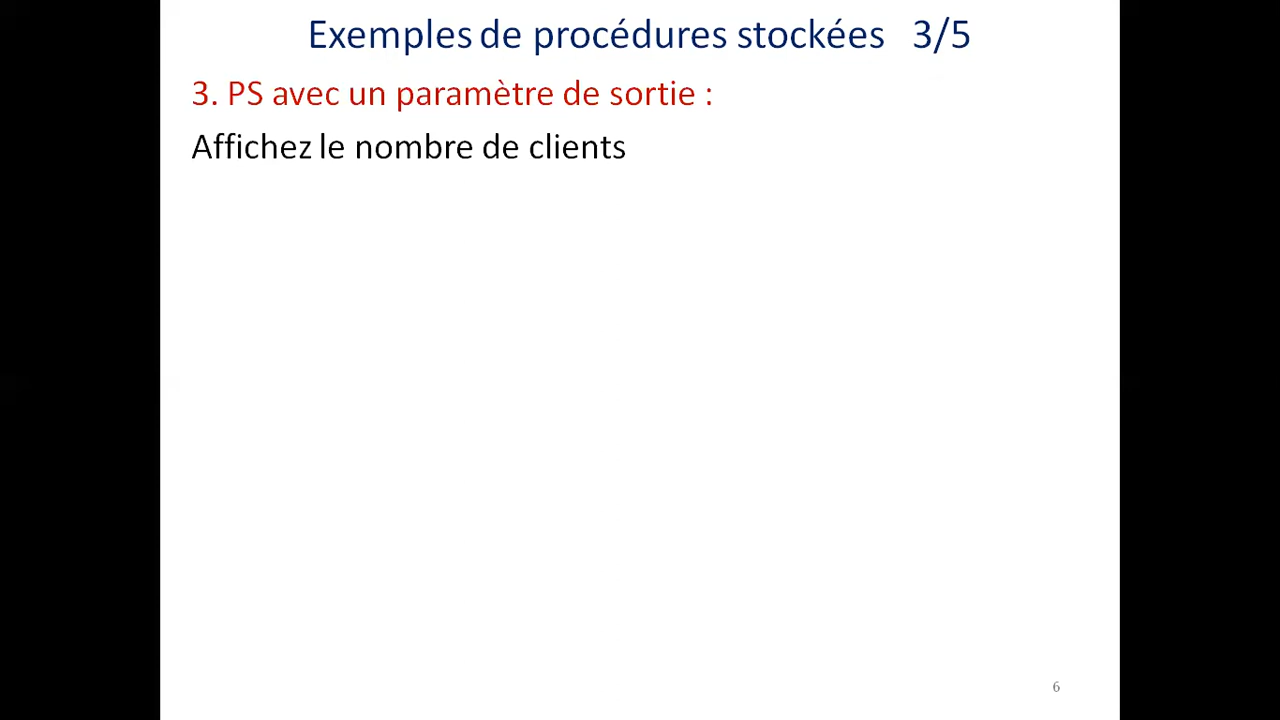 Exemples de procédures stockées 3/5
3. PS avec un paramètre de sortie :
Affichez le nombre de clients
6